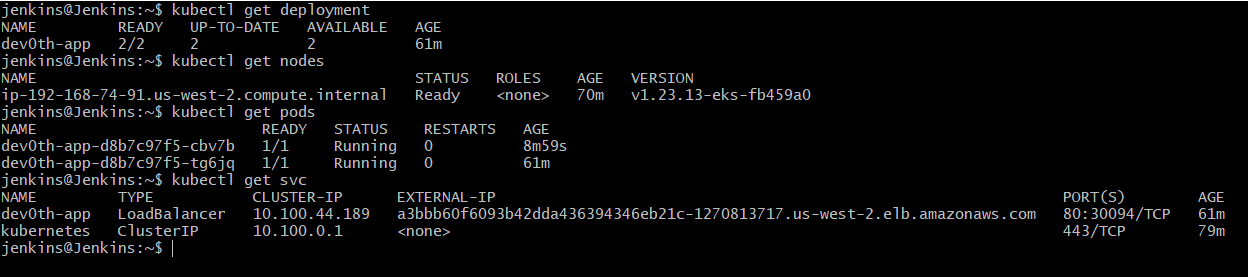 jenkins@Jenkins:~$ kubectl get deployment
NAME        READY   UP-TO-DATE   AVAILABLE   AGE
dev0th-app   2/2     2            2           61m
jenkins@Jenkins:~$ kubectl get nodes
NAME                                          STATUS   ROLES    AGE   VERSION
ip-192-168-74-91.us-west-2.compute.internal   Ready    <none>   70m   v1.23.13-eks-fb459a0
jenkins@Jenkins:~$ kubectl get pods
NAME                         READY   STATUS    RESTARTS   AGE
dev0th-app-d8b7c97f5-cbv7b   1/1     Running   0          8m59s
dev0th-app-d8b7c97f5-tg6jq   1/1     Running   0          61m
jenkins@Jenkins:~$ kubectl get svc
NAME         TYPE           CLUSTER-IP      EXTERNAL-IP                                                               PORT(S)        AGE
dev0th-app   LoadBalancer   10.100.44.189   a3bbb60f6093b42dda436394346eb21c-1270813717.us-west-2.elb.amazonaws.com   80:30094/TCP   61m
kubernetes   ClusterIP      10.100.0.1      <none>                                                                    443/TCP        79m
jenkins@Jenkins:~$